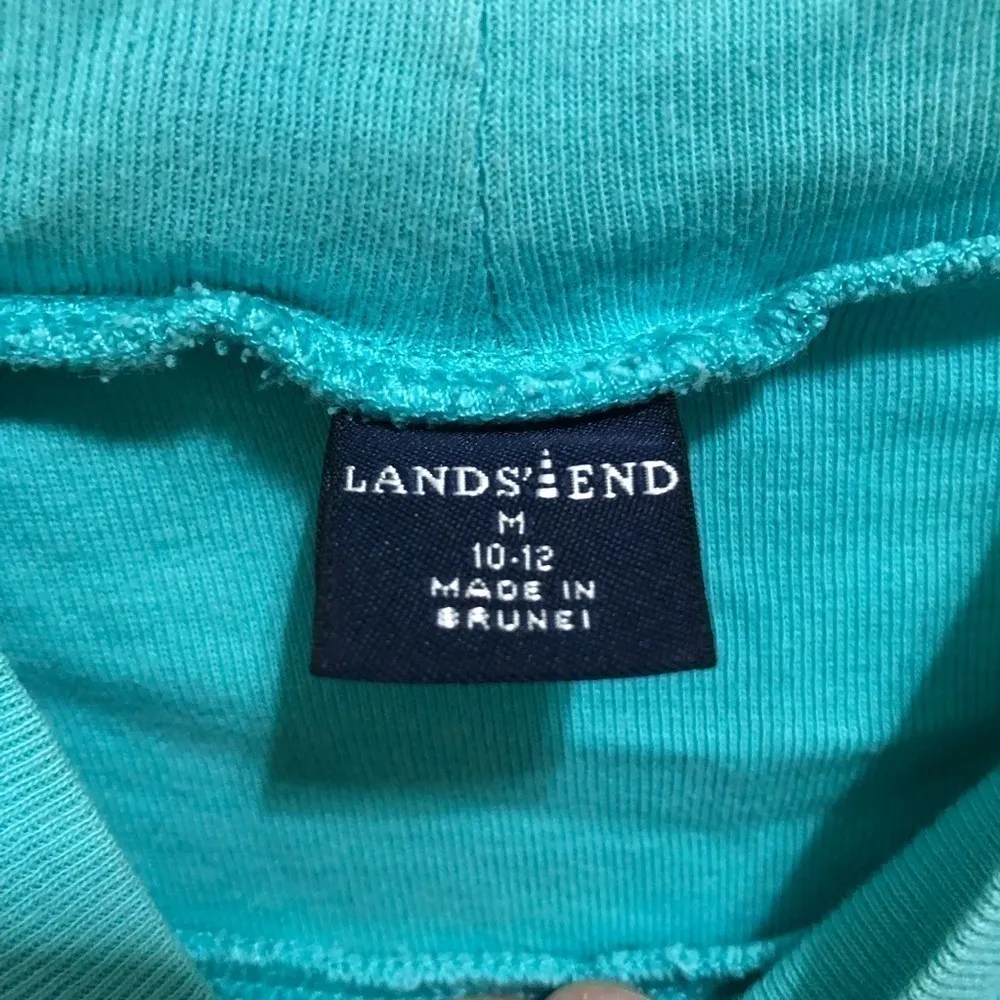 LANDS' END
M
10-12
MADE IN
BRUNEI